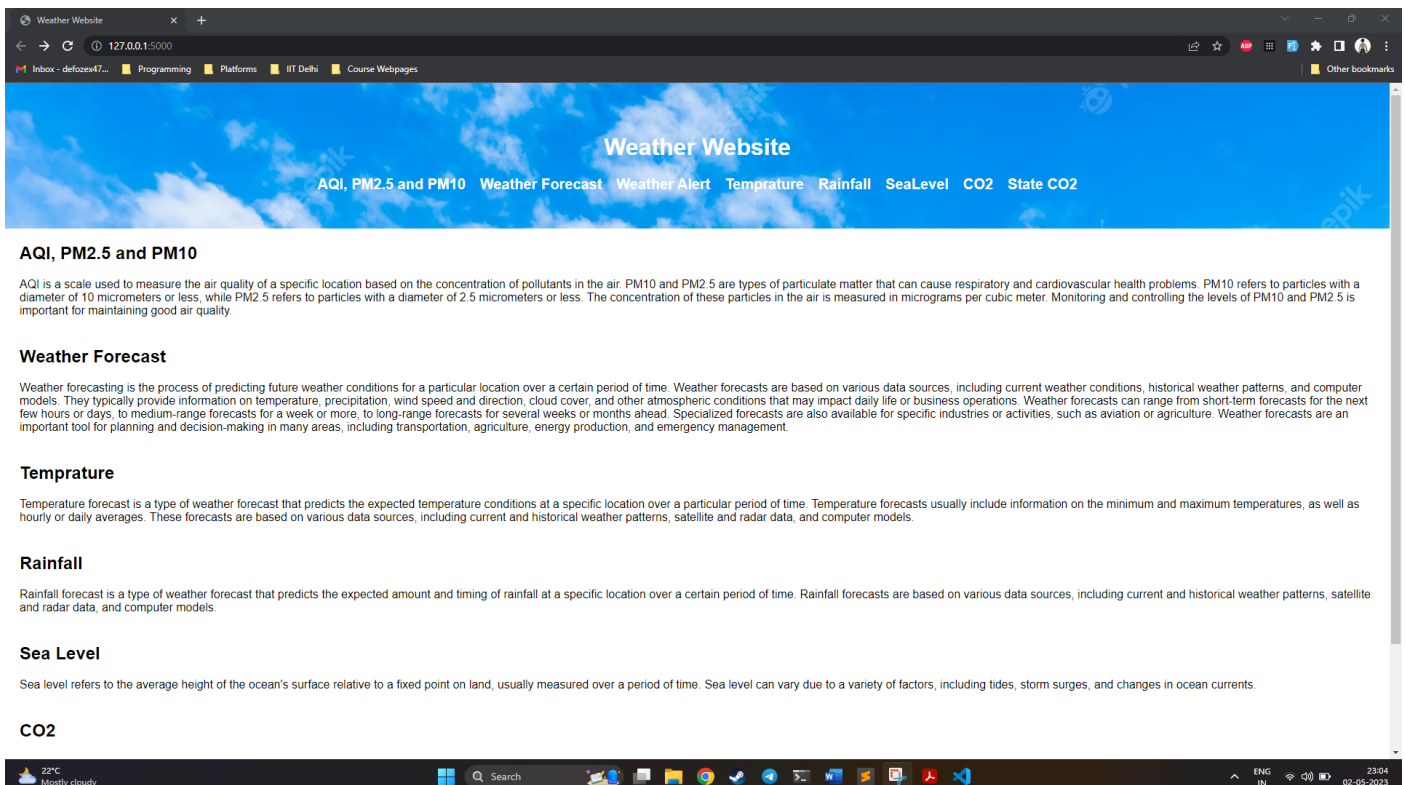 Weather Website
127.0.0.1:5000
ABP
Inbox - defozex47...
Programming
Platforms
IIT Delhi
Course Webpages
Other bookmarks
Weather Website
AQI, PM2.5 and PM10 Weather Forecast Weather Alert Temprature Rainfall SeaLevel CO2 State CO2
epik
AQI, PM2.5 and PM10
AQI is a scale used to measure the air quality of a specific location based on the concentration of pollutants in the air. PM10 and PM2.5 are types of particulate matter that can cause respiratory and cardiovascular health problems. PM10 refers to particles with a
diameter of 10 micrometers or less, while PM2.5 refers to particles with a diameter of 2.5 micrometers or less. The concentration of these particles in the air is measured in micrograms per cubic meter. Monitoring and controlling the levels of PM10 and PM2.5 is
important for maintaining good air quality.
Weather Forecast
Weather forecasting is the process of predicting future weather conditions for a particular location over a certain period of time. Weather forecasts are based on various data sources, including current weather conditions, historical weather patterns, and computer
models. They typically provide information on temperature, precipitation, wind speed and direction, cloud cover, and other atmospheric conditions that may impact daily life or business operations. Weather forecasts can range from short-term forecasts for the next
few hours or days, to medium-range forecasts for a week or more, to long-range forecasts for several weeks or months ahead. Specialized forecasts are also available for specific industries or activities, such as aviation or agriculture. Weather forecasts are an
important tool for planning and decision-making in many areas, including transportation, agriculture, energy production, and emergency management.
Temprature
Temperature forecast is a type of weather forecast that predicts the expected temperature conditions at a specific location over a particular period of time. Temperature forecasts usually include information on the minimum and maximum temperatures, as well as
hourly or daily averages. These forecasts are based on various data sources, including current and historical weather patterns, satellite and radar data, and computer models.
Rainfall
Rainfall forecast is a type of weather forecast that predicts the expected amount and timing of rainfall at a specific location over a certain period of time. Rainfall forecasts are based on various data sources, including current and historical weather patterns, satellite
and radar data, and computer models.
Sea Level
Sea level refers to the average height of the ocean's surface relative to a fixed point on land, usually measured over a period of time. Sea level can vary due to a variety of factors, including tides, storm surges, and changes in ocean currents.
CO2
22°C
Mostly cloudy
Search
ENG
IN
23:04
02-05-2023